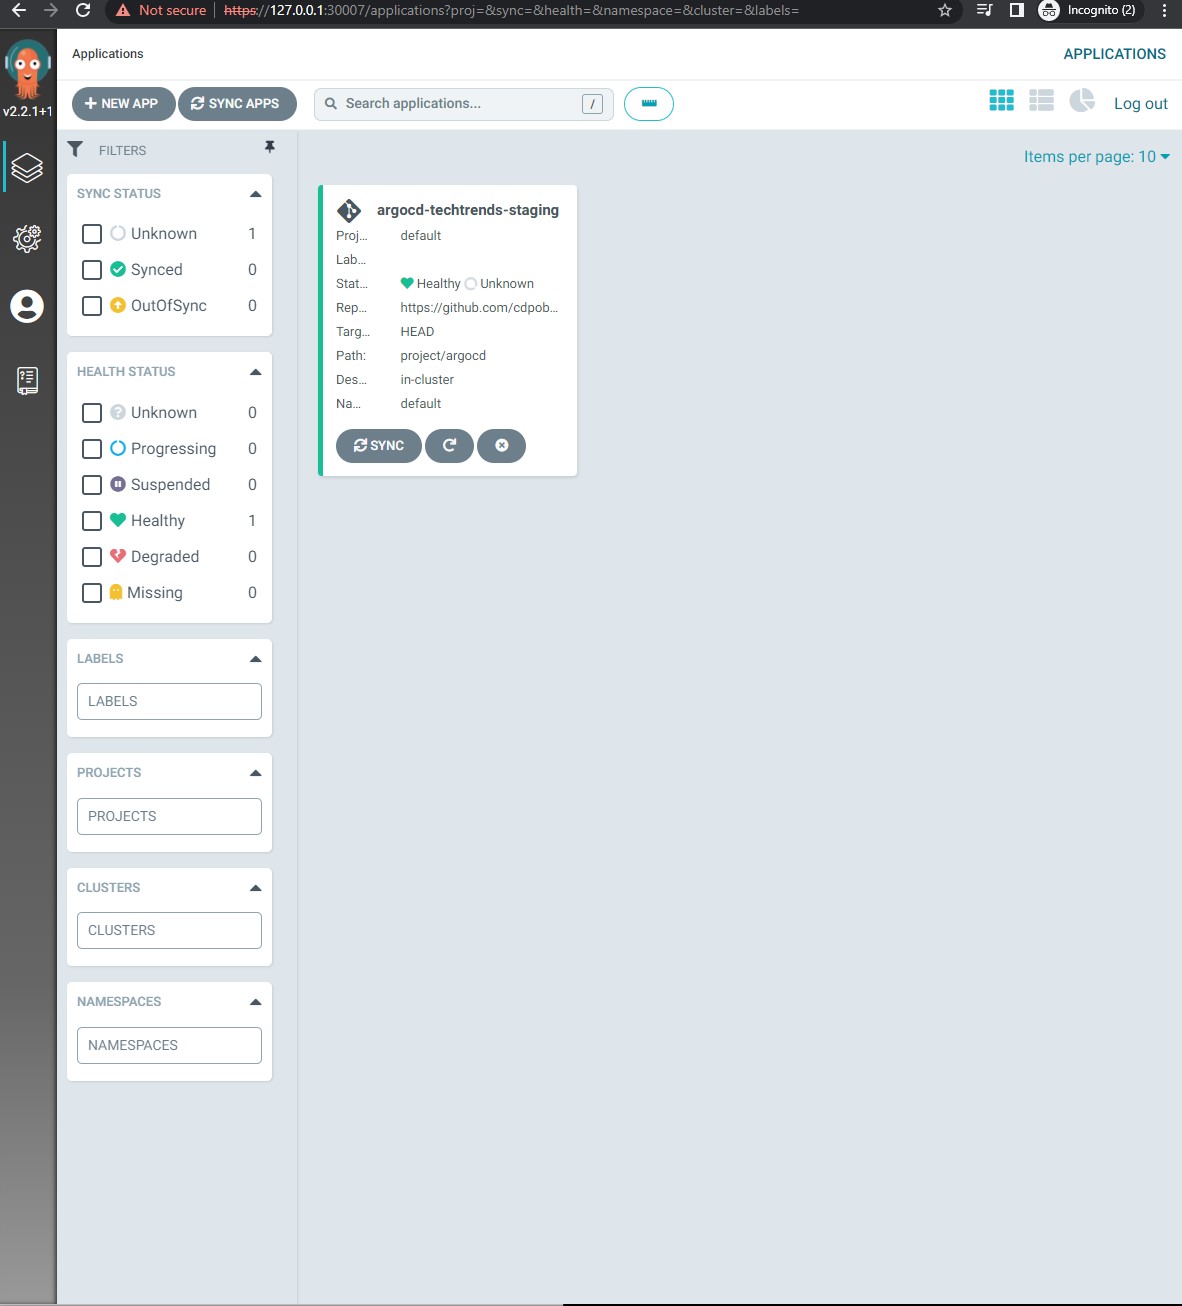 Not secure
https://127.0.0.1:30007/applications?proj=&sync=&health=&namespace=&cluster=&labels=
Incognito (2)
v2.2.1+1
Applications
APPLICATIONS
NEW APP
SYNC APPS
Search applications...
/
Log out
FILTERS
Items per page: 10
SYNC STATUS
Unknown 1
Synced 0
OutOfSync 0
HEALTH STATUS
Unknown 0
Progressing 0
Suspended 0
Healthy 1
Degraded 0
Missing 0
LABELS
LABELS
PROJECTS
PROJECTS
CLUSTERS
CLUSTERS
NAMESPACES
NAMESPACES
argocd-techtrends-staging
Proj... default
Lab...
Stat... Healthy Unknown
Rep... https://github.com/cdpob...
Targ... HEAD
Path: project/argocd
Des... in-cluster
Na... default
SYNC